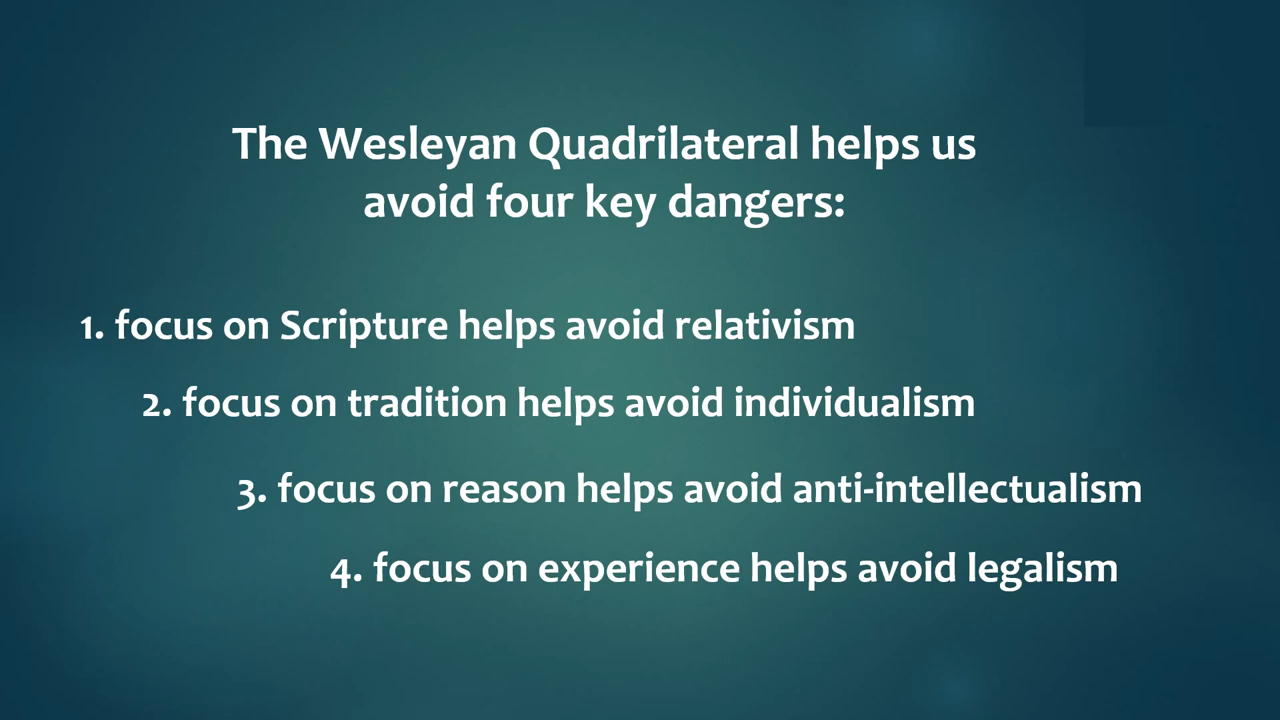 The Wesleyan Quadrilateral helps us
avoid four key dangers:
1. focus on Scripture helps avoid relativism
2. focus on tradition helps avoid individualism
3. focus on reason helps avoid anti-intellectualism
4. focus on experience helps avoid legalism